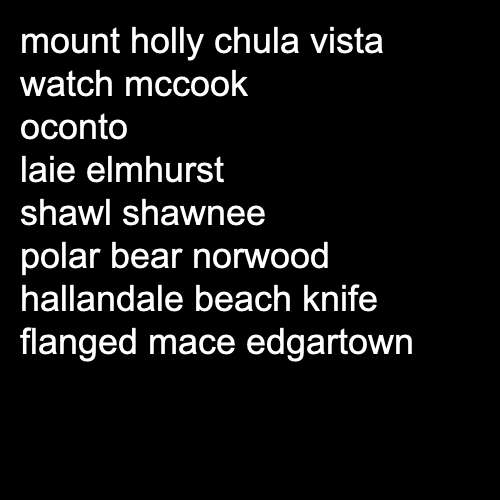 mount holly chula vista
watch mccook
oconto
laie elmhurst
shawl shawnee
polar bear norwood
hallandale beach knife
flanged mace edgartown